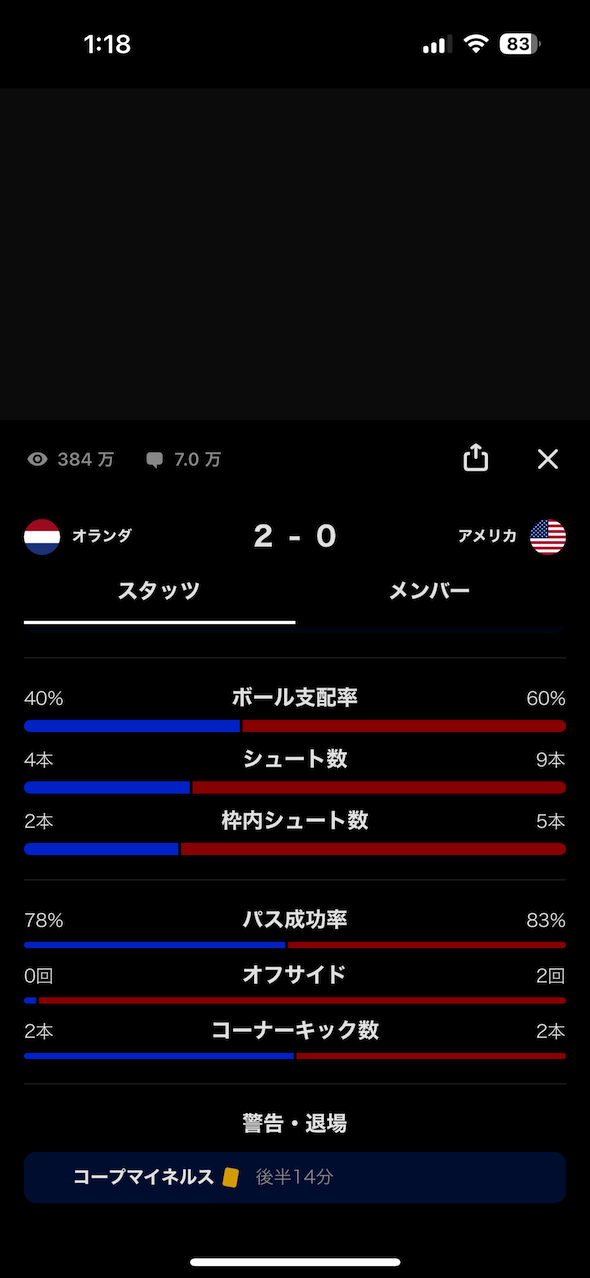 1:18 83
384 万 7.0 万
オランダ 2 - 0 アメリカ
スタッツ メンバー
40% ボール支配率 60%
4本 シュート数 9本
2本 枠内シュート数 5本
78% パス成功率 83%
0回 オフサイド 2回
2本 コーナーキック数 2本
警告・退場
コープマイネルス 後半14分